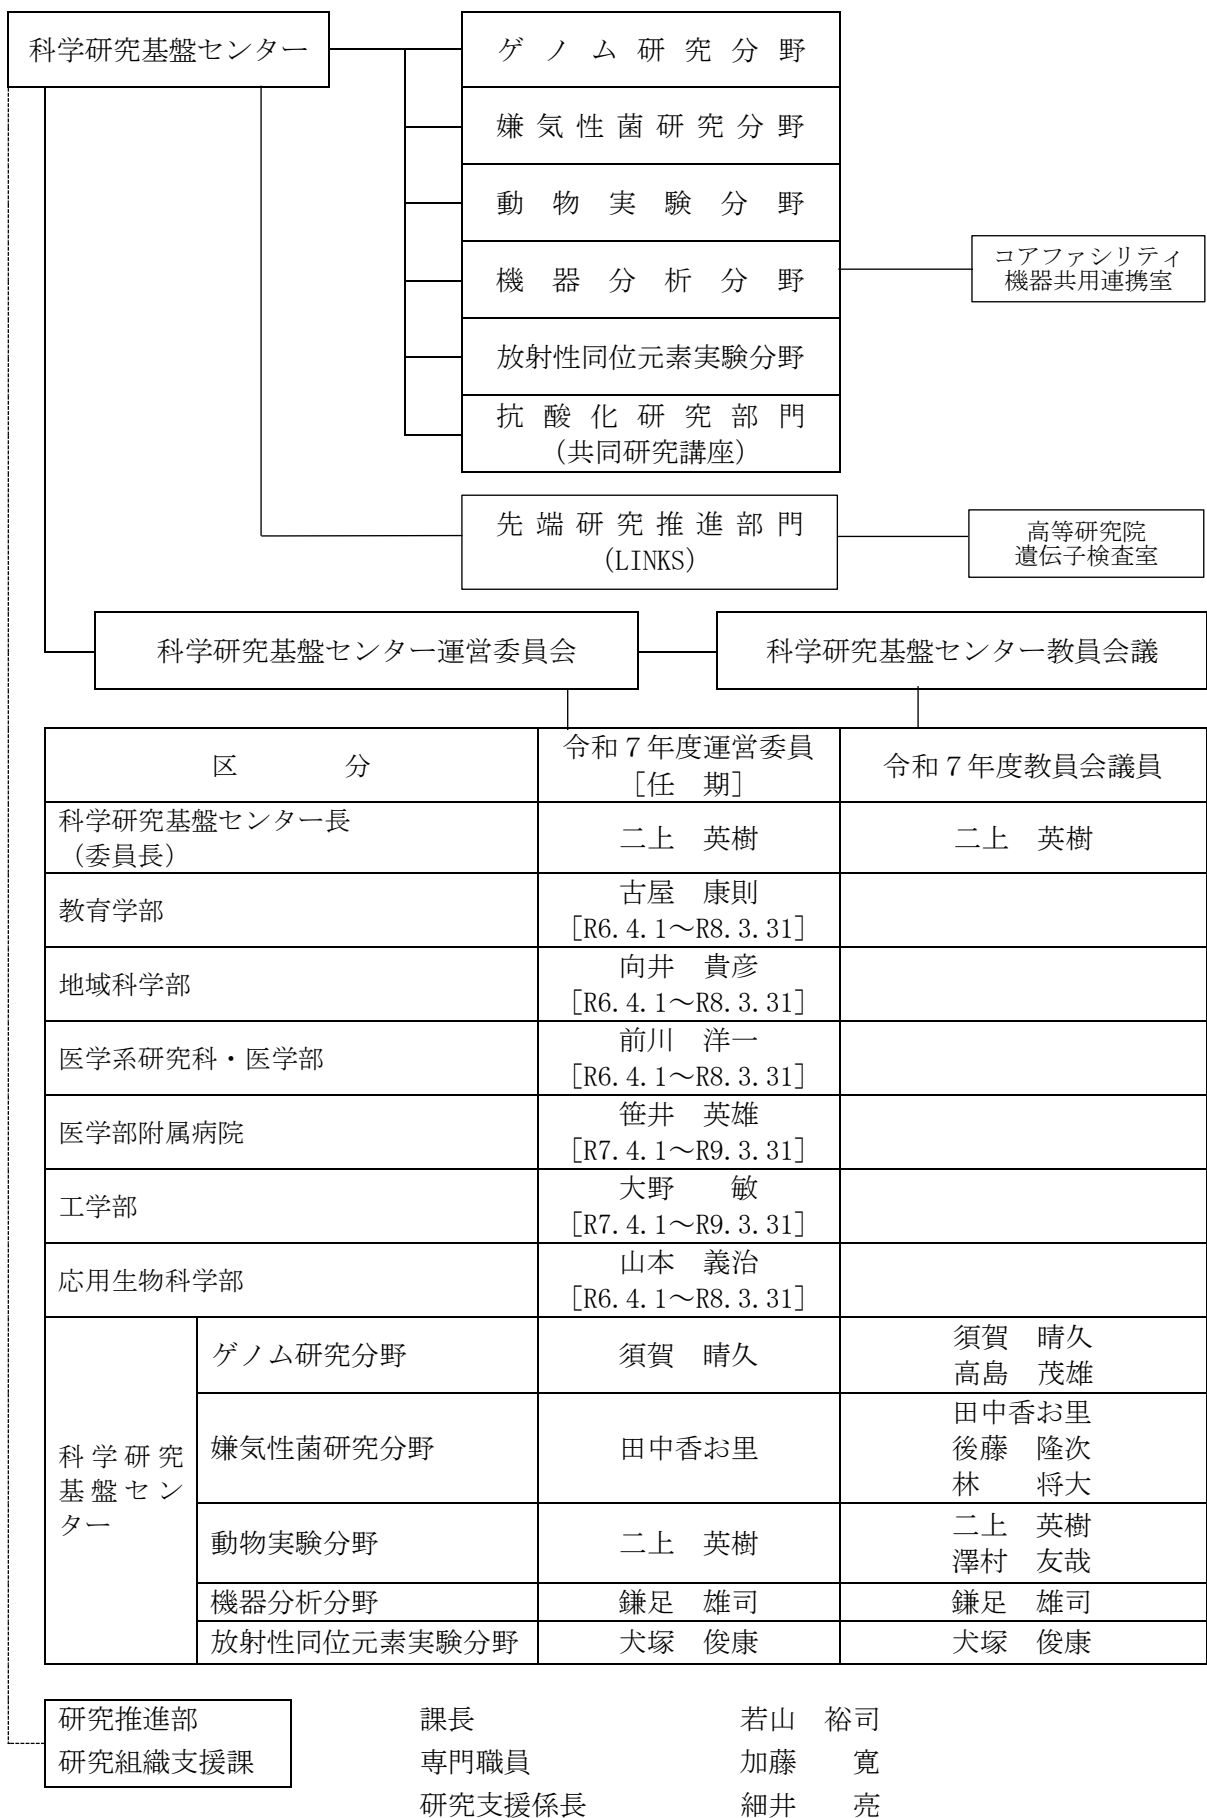 科学研究基盤センター
ゲノム研究分野
嫌気性菌研究分野
動物実験分野
機器分析分野
コアファシリティ
機器共用連携室
放射性同位元素実験分野
抗酸化研究部門
(共同研究講座)
先端研究推進部門
(LINKS)
高等研究院
遺伝子検査室
科学研究基盤センター運営委員会
科学研究基盤センター教員会議
区　分
令和７年度運営委員
[任　期]
令和７年度教員会議員
科学研究基盤センター長
（委員長）
二上　英樹
二上　英樹
教育学部
古屋　康則
[R6.4.1～R8.3.31]
地域科学部
向井　貴彦
[R6.4.1～R8.3.31]
医学系研究科・医学部
前川　洋一
[R6.4.1～R8.3.31]
医学部附属病院
笹井　英雄
[R7.4.1～R9.3.31]
工学部
大野　　敏
[R7.4.1～R9.3.31]
応用生物科学部
山本　義治
[R6.4.1～R8.3.31]
科学研究
基盤セン
ター
ゲノム研究分野
須賀　晴久
須賀　晴久
高島　茂雄
嫌気性菌研究分野
田中香お里
田中香お里
後藤　隆次
林　　将大
動物実験分野
二上　英樹
二上　英樹
澤村　友哉
機器分析分野
鎌足　雄司
鎌足　雄司
放射性同位元素実験分野
犬塚　俊康
犬塚　俊康
研究推進部
研究組織支援課
課長　若山　裕司
専門職員　加藤　　寛
研究支援係長　細井　　亮